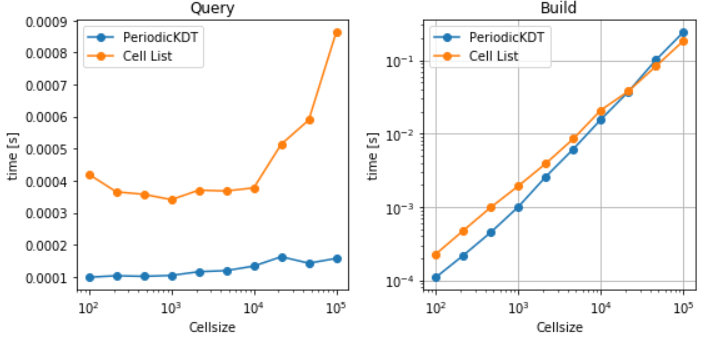 Query
PeriodicKDT
Cell List
time [s]
0.0009
0.0008
0.0007
0.0006
0.0005
0.0004
0.0003
0.0002
0.0001
10²
10³
10⁴
10⁵
Cellsize
Build
PeriodicKDT
Cell List
time [s]
10⁻¹
10⁻²
10⁻³
10⁻⁴
10²
10³
10⁴
10⁵
Cellsize